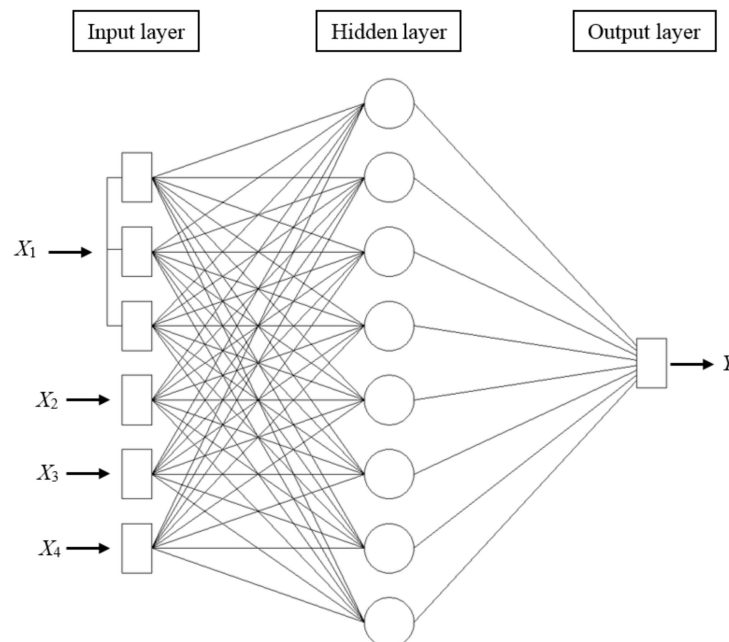 Input layer
Hidden layer
Output layer
X1
X2
X3
X4
Y